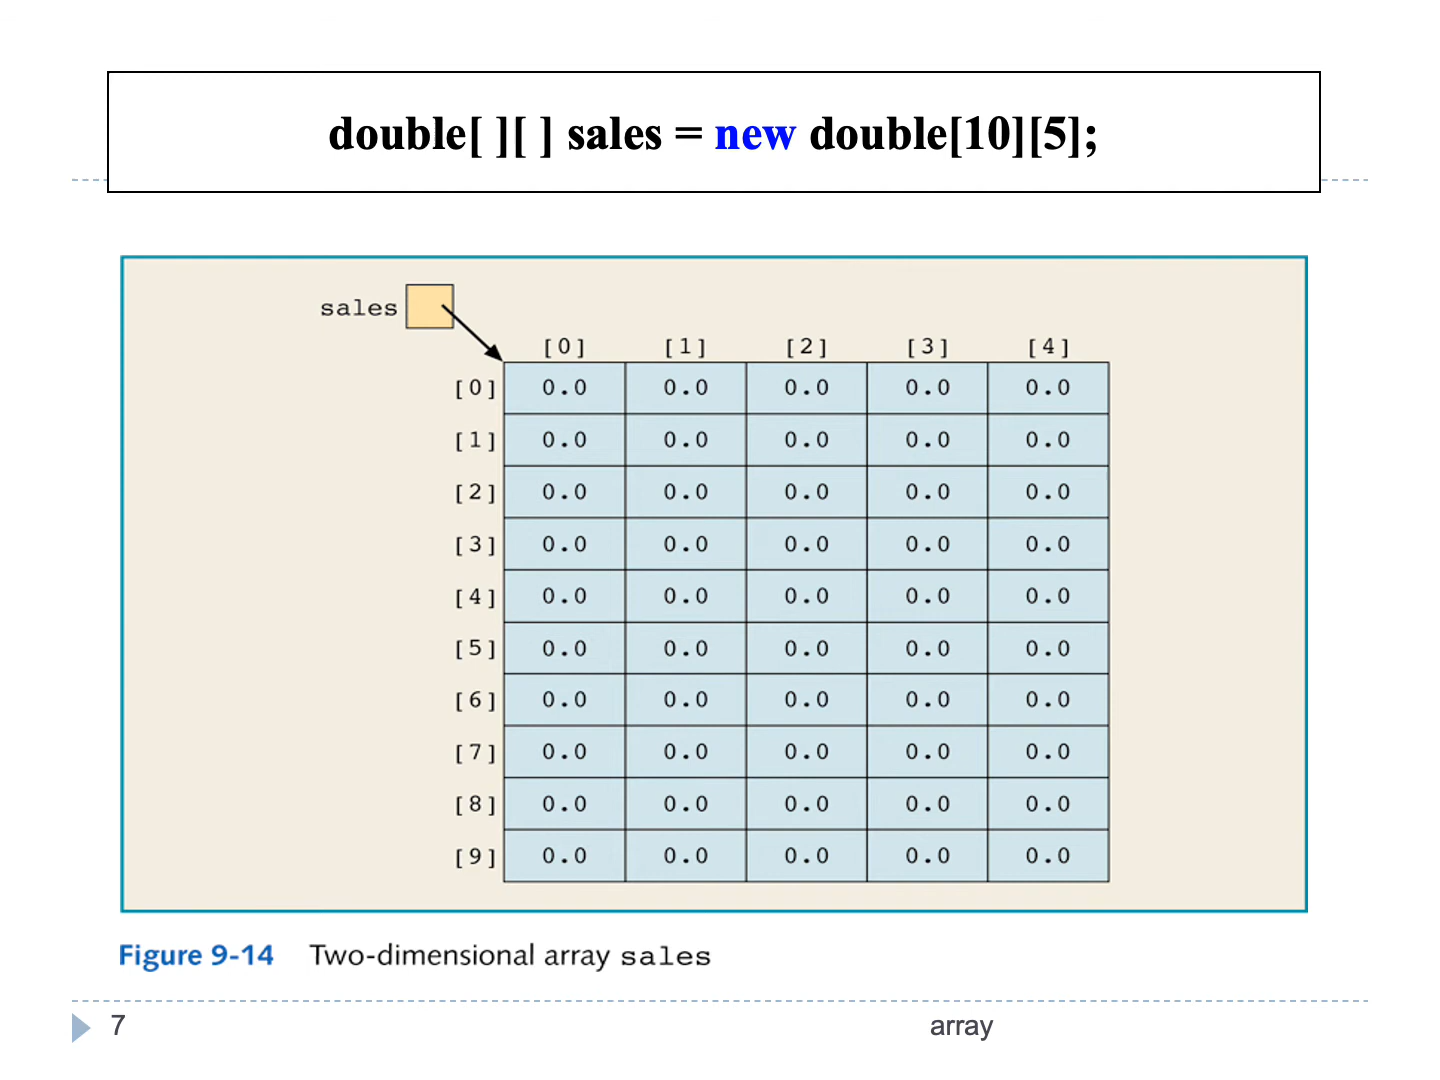 double[ ][ ] sales = new double[10][5];
sales
[0] [1] [2] [3] [4]
[0] 0.0 0.0 0.0 0.0 0.0
[1] 0.0 0.0 0.0 0.0 0.0
[2] 0.0 0.0 0.0 0.0 0.0
[3] 0.0 0.0 0.0 0.0 0.0
[4] 0.0 0.0 0.0 0.0 0.0
[5] 0.0 0.0 0.0 0.0 0.0
[6] 0.0 0.0 0.0 0.0 0.0
[7] 0.0 0.0 0.0 0.0 0.0
[8] 0.0 0.0 0.0 0.0 0.0
[9] 0.0 0.0 0.0 0.0 0.0
Figure 9-14 Two-dimensional array sales
7 array